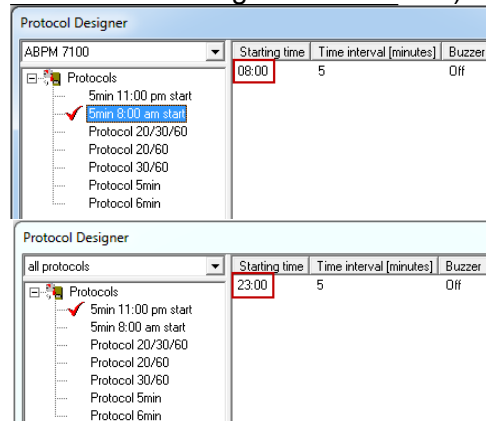 Protocol Designer
ABPM 7100
Starting time Time interval [minutes] Buzzer
08:00 5 Off
Protocols
5min 11:00 pm start
5min 8:00 am start
Protocol 20/30/60
Protocol 20/60
Protocol 30/60
Protocol 5min
Protocol 6min
Protocol Designer
all protocols
Starting time Time interval [minutes] Buzzer
23:00 5 Off
Protocols
5min 11:00 pm start
5min 8:00 am start
Protocol 20/30/60
Protocol 20/60
Protocol 30/60
Protocol 5min
Protocol 6min